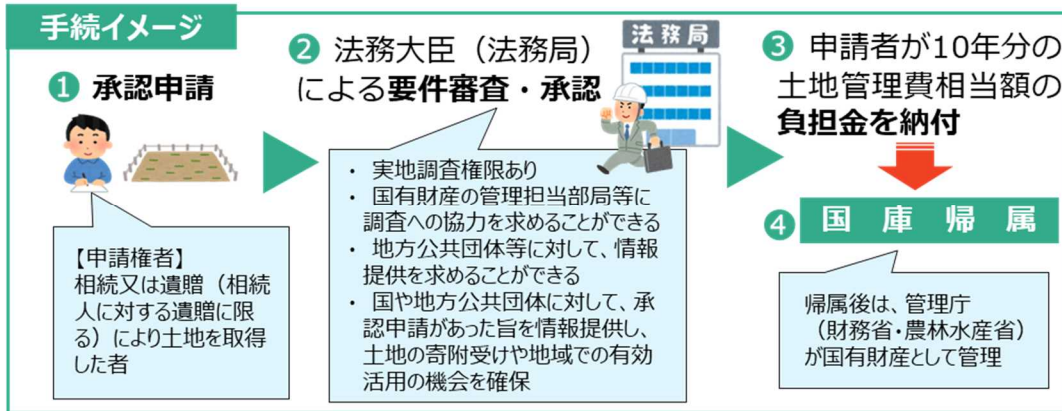 手続イメージ
❶ 承認申請
【申請権者】
相続又は遺贈（相続
人に対する遺贈に限
る）により土地を取得
した者
❷ 法務大臣（法務局）
による要件審査・承認
法務局
・ 実地調査権限あり
・ 国有財産の管理担当部局等に
調査への協力を求めることができる
・ 地方公共団体等に対して、情報
提供を求めることができる
・ 国や地方公共団体に対して、承
認申請があった旨を情報提供し、
土地の寄附受けや地域での有効
活用の機会を確保
❸ 申請者が10年分の
土地管理費相当額の
負担金を納付
❹ 国庫帰属
帰属後は、管理庁
（財務省・農林水産省）
が国有財産として管理